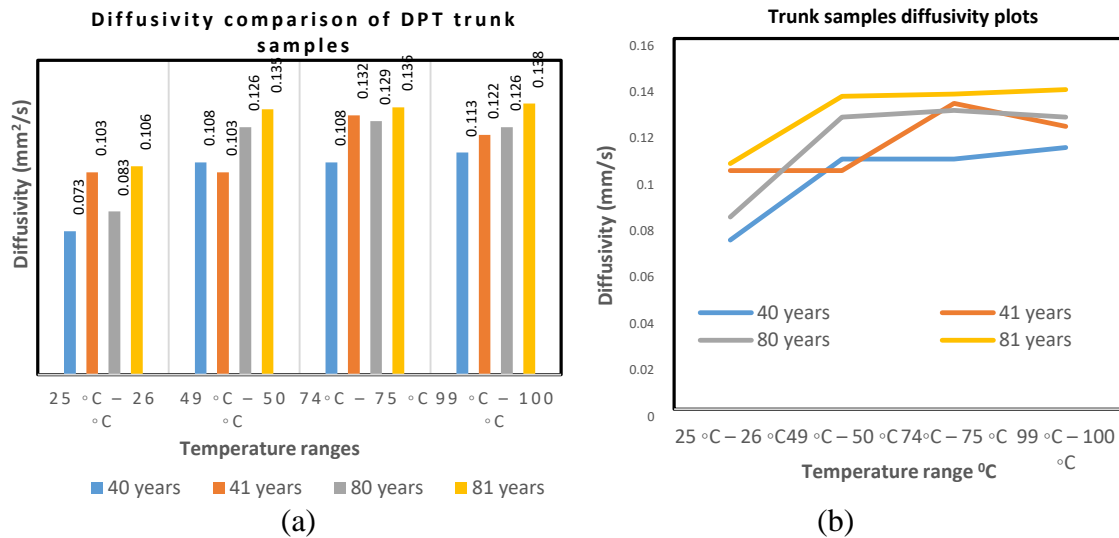 Diffusivity comparison of DPT trunk
samples
Diffusivity (mm²/s)
0.073
0.103
0.083
0.106
0.108
0.103
0.126
0.135
0.108
0.132
0.129
0.136
0.113
0.122
0.126
0.138
25 °C – 26 °C
49 °C – 50 °C
74°C – 75 °C
99 °C – 100 °C
Temperature ranges
40 years 41 years 80 years 81 years
(a)
Trunk samples diffusivity plots
Diffusivity (mm/s)
0.16
0.14
0.12
0.1
0.08
0.06
0.04
0.02
0
40 years 41 years
80 years 81 years
25 °C – 26 °C
49 °C – 50 °C
74°C – 75 °C
99 °C – 100
°C
Temperature range ⁰C
(b)